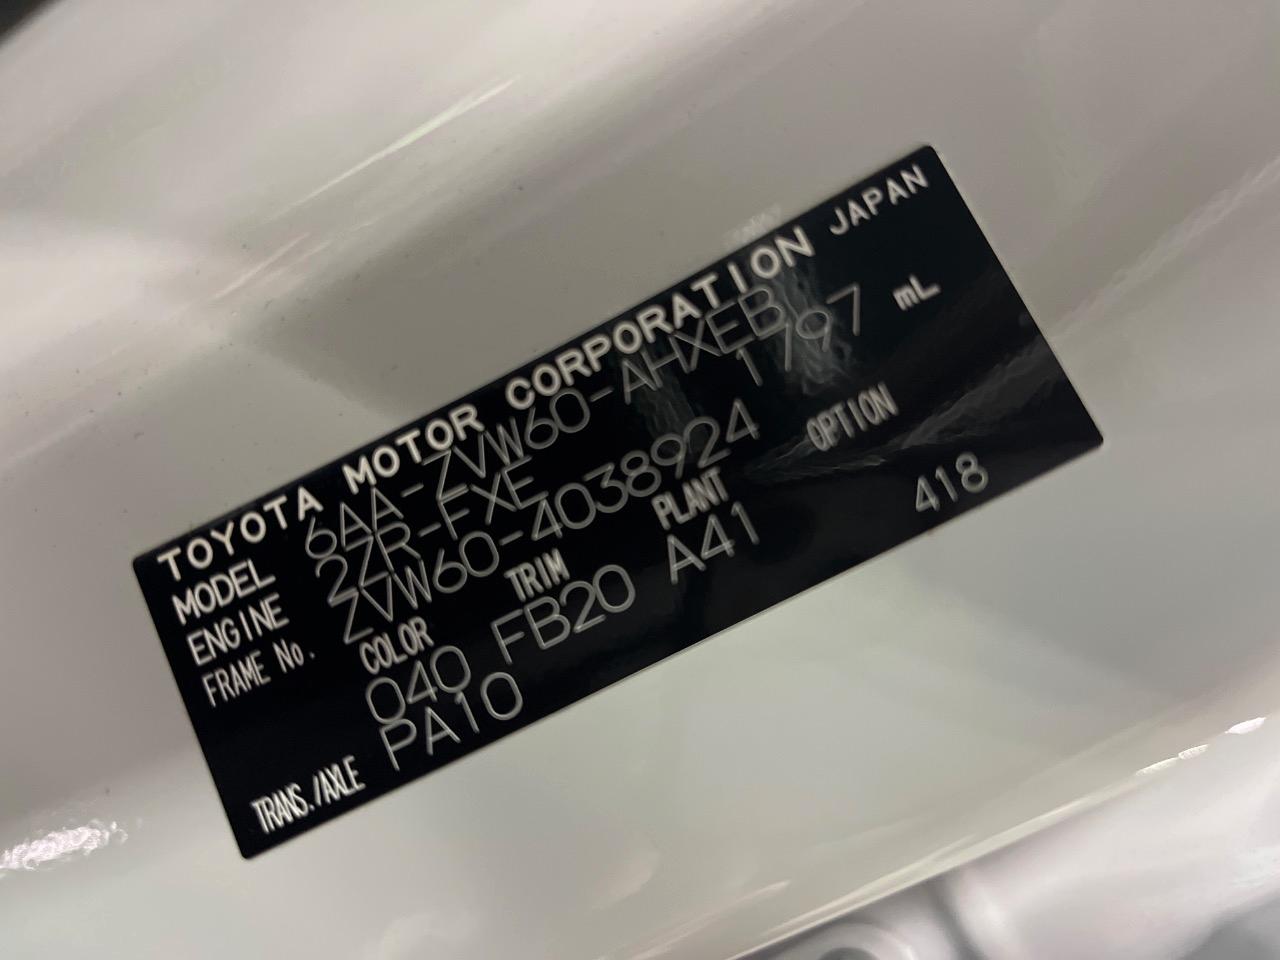 TOYOTA MOTOR CORPORATION JAPAN
MODEL 6AA-ZVW60-AHXEB
ENGINE 2ZR-FXE 1797 mL
FRAME No. ZVW60-4038924
COLOR TRIM PLANT OPTION
040 FB20 A41 418
TRANS./AXLE PA10